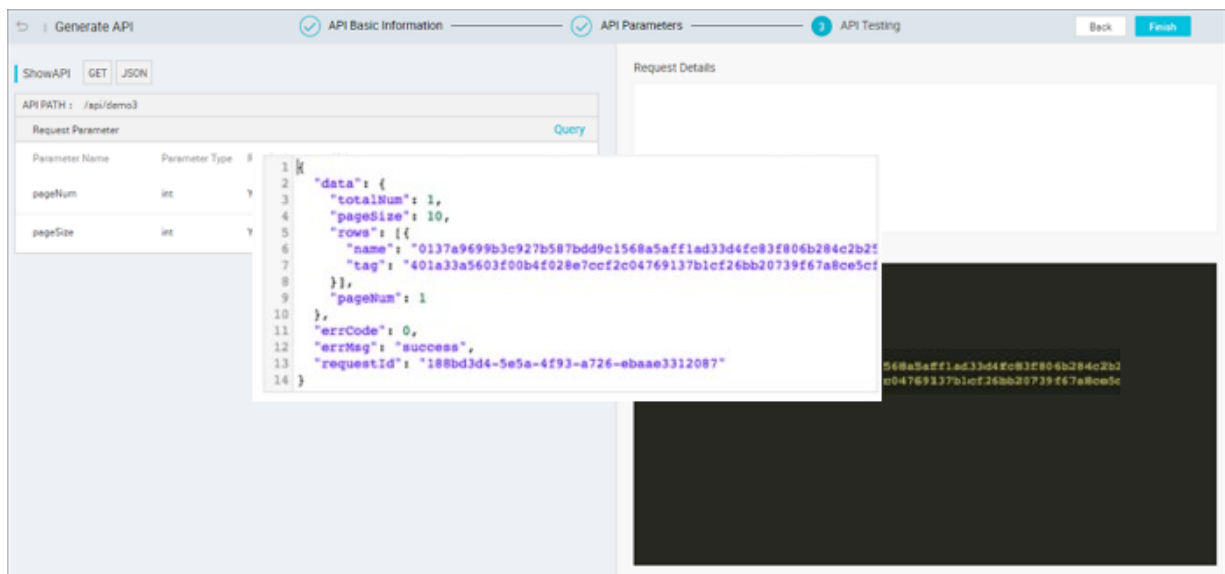 Generate API
API Basic Information
API Parameters
3 API Testing
Back
Finish
ShowAPI GET JSON
API PATH : /api/demo3
Request Parameter Query
Parameter Name Parameter Type
pageNum int
pageSize int
Request Details
1 {
2 "data": {
3 "totalNum": 1,
4 "pageSize": 10,
5 "rows": [{
6 "name": "0137a9699b3c927b587bdd9c1568a5aff1ad33d4fc83f806b284c2b25
7 "tag": "401a33a5603f00b4f028e7ccf2c04769137b1cf26bb20739f67a8ce5cf
8 }],
9 "pageNum": 1
10 },
11 "errCode": 0,
12 "errMsg": "success",
13 "requestId": "188bd3d4-5e5a-4f93-a726-ebaae3312087"
14 }
568a5aff1ad33d4fc83f806b284c2b2
c04769137b1cf26bb20739f67a8ce5c